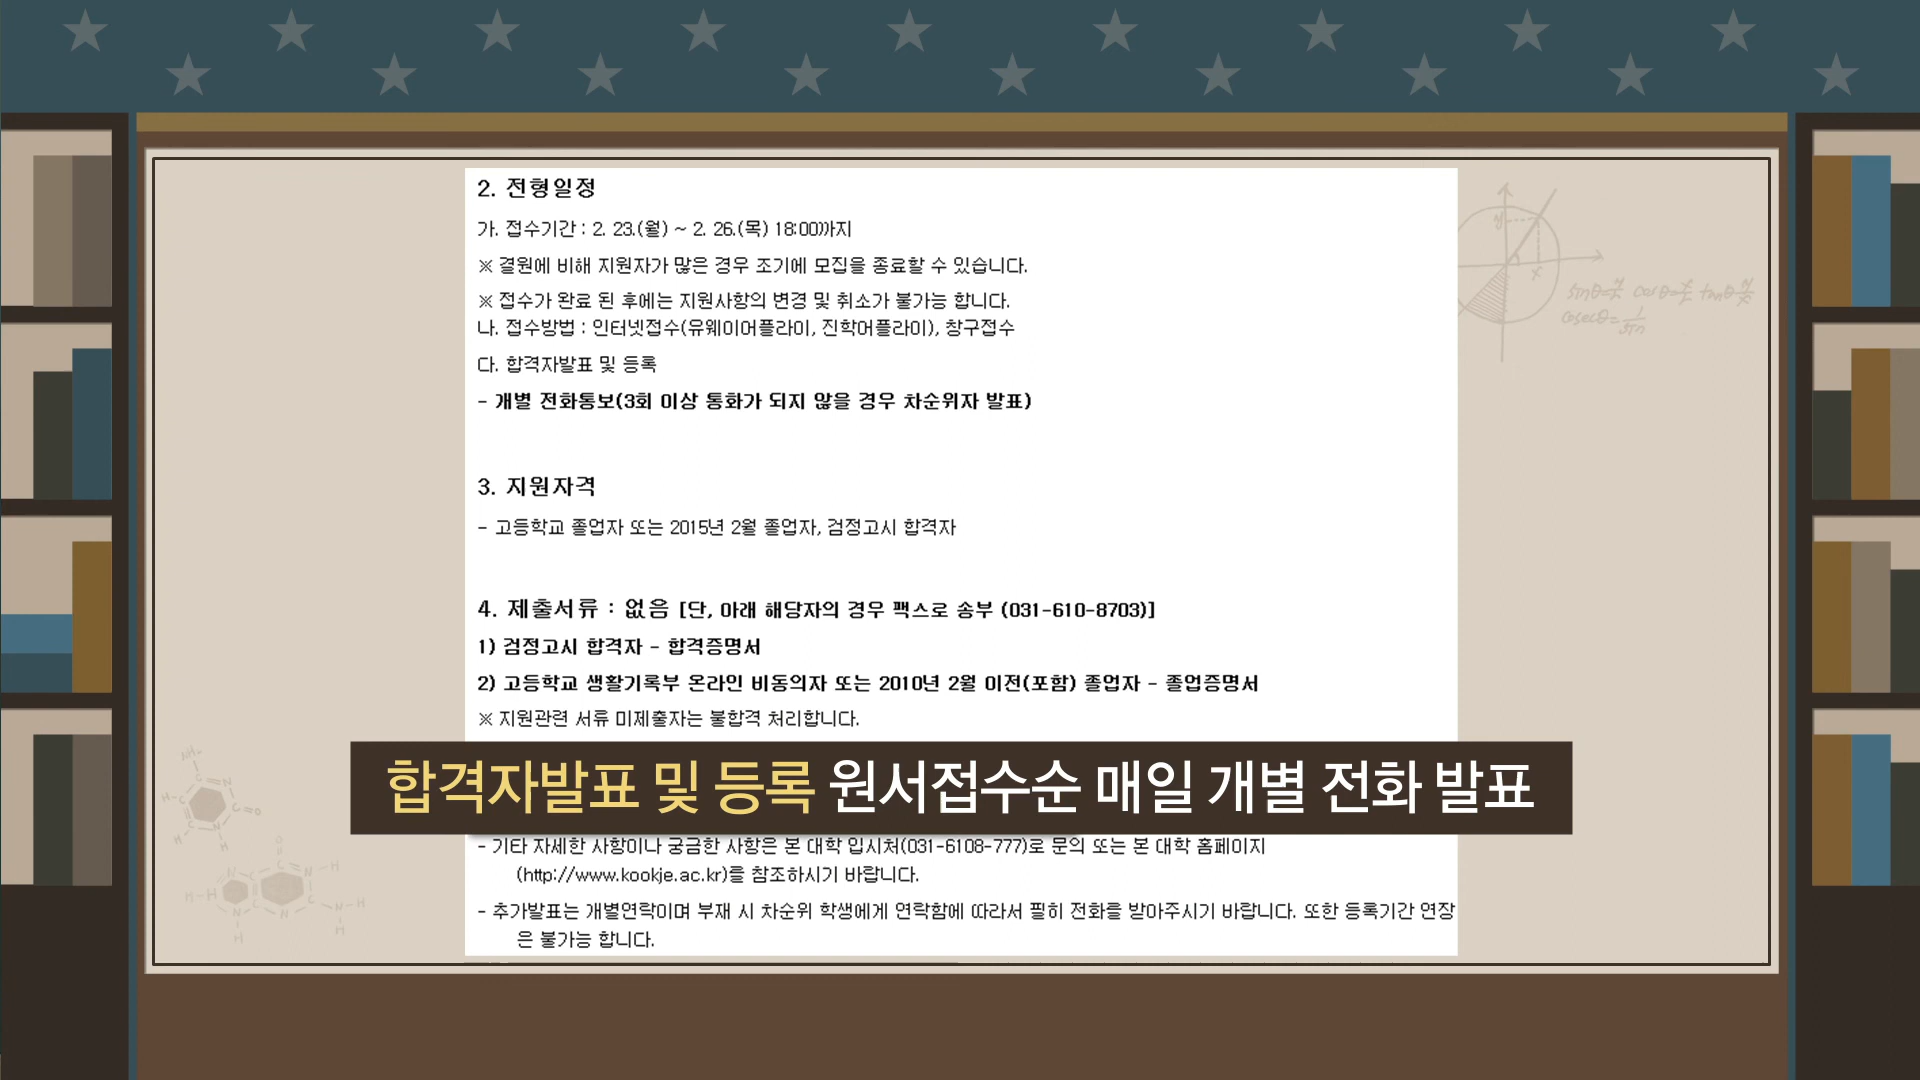 2. 전형일정
가. 접수기간 : 2. 23.(월) ~ 2. 26.(목) 18:00까지
※ 결원에 비해 지원자가 많은 경우 조기에 모집을 종료할 수 있습니다.
※ 접수가 완료 된 후에는 지원사항의 변경 및 취소가 불가능 합니다.
나. 접수방법 : 인터넷접수(유웨이어플라이, 진학어플라이), 창구접수
다. 합격자발표 및 등록
- 개별 전화통보(3회 이상 통화가 되지 않을 경우 차순위자 발표)
3. 지원자격
- 고등학교 졸업자 또는 2015년 2월 졸업자, 검정고시 합격자
4. 제출서류 : 없음 [단, 아래 해당자의 경우 팩스로 송부 (031-610-8703)]
1) 검정고시 합격자 - 합격증명서
2) 고등학교 생활기록부 온라인 비동의자 또는 2010년 2월 이전(포함) 졸업자 - 졸업증명서
※ 지원관련 서류 미제출자는 불합격 처리합니다.
합격자발표 및 등록 원서접수순 매일 개별 전화 발표
- 기타 자세한 사항이나 궁금한 사항은 본 대학 입시처(031-6108-777)로 문의 또는 본 대학 홈페이지
(http://www.kookje.ac.kr)를 참조하시기 바랍니다.
- 추가발표는 개별연락이며 부재 시 차순위 학생에게 연락함에 따라서 필히 전화를 받아주시기 바랍니다. 또한 등록기간 연장
은 불가능 합니다.